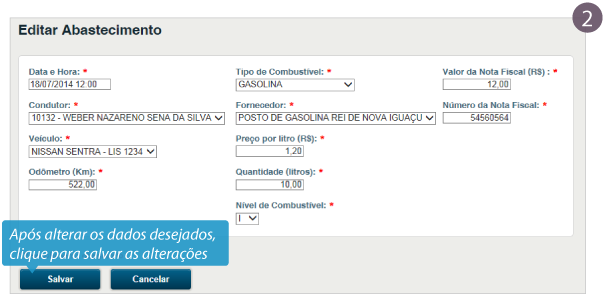 2
Editar Abastecimento
Data e Hora: *
18/07/2014 12:00
Tipo de Combustível: *
GASOLINA
Valor da Nota Fiscal (R$) : *
12,00
Condutor: *
10132 - WEBER NAZARENO SENA DA SILVA
Fornecedor: *
POSTO DE GASOLINA REI DE NOVA IGUAÇU
Número da Nota Fiscal: *
54560564
Veículo: *
NISSAN SENTRA - LIS 1234
Preço por litro (R$): *
1,20
Odômetro (Km): *
522,00
Quantidade (litros): *
10,00
Nível de Combustível: *
I
Após alterar os dados desejados,
clique para salvar as alterações
Salvar
Cancelar